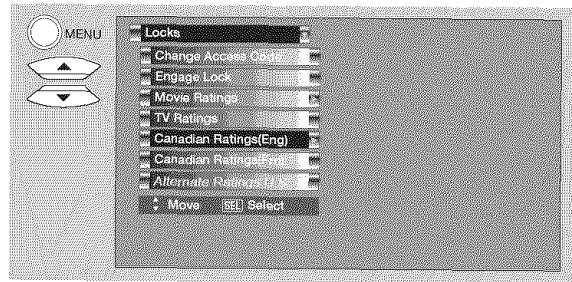 MENU
Locks
Change Access Code
Engage Lock
Movie Ratings
TV Ratings
Canadian Ratings(Eng)
Canadian Ratings(Frn)
Alternate Ratings U.S.
Move SEL Select